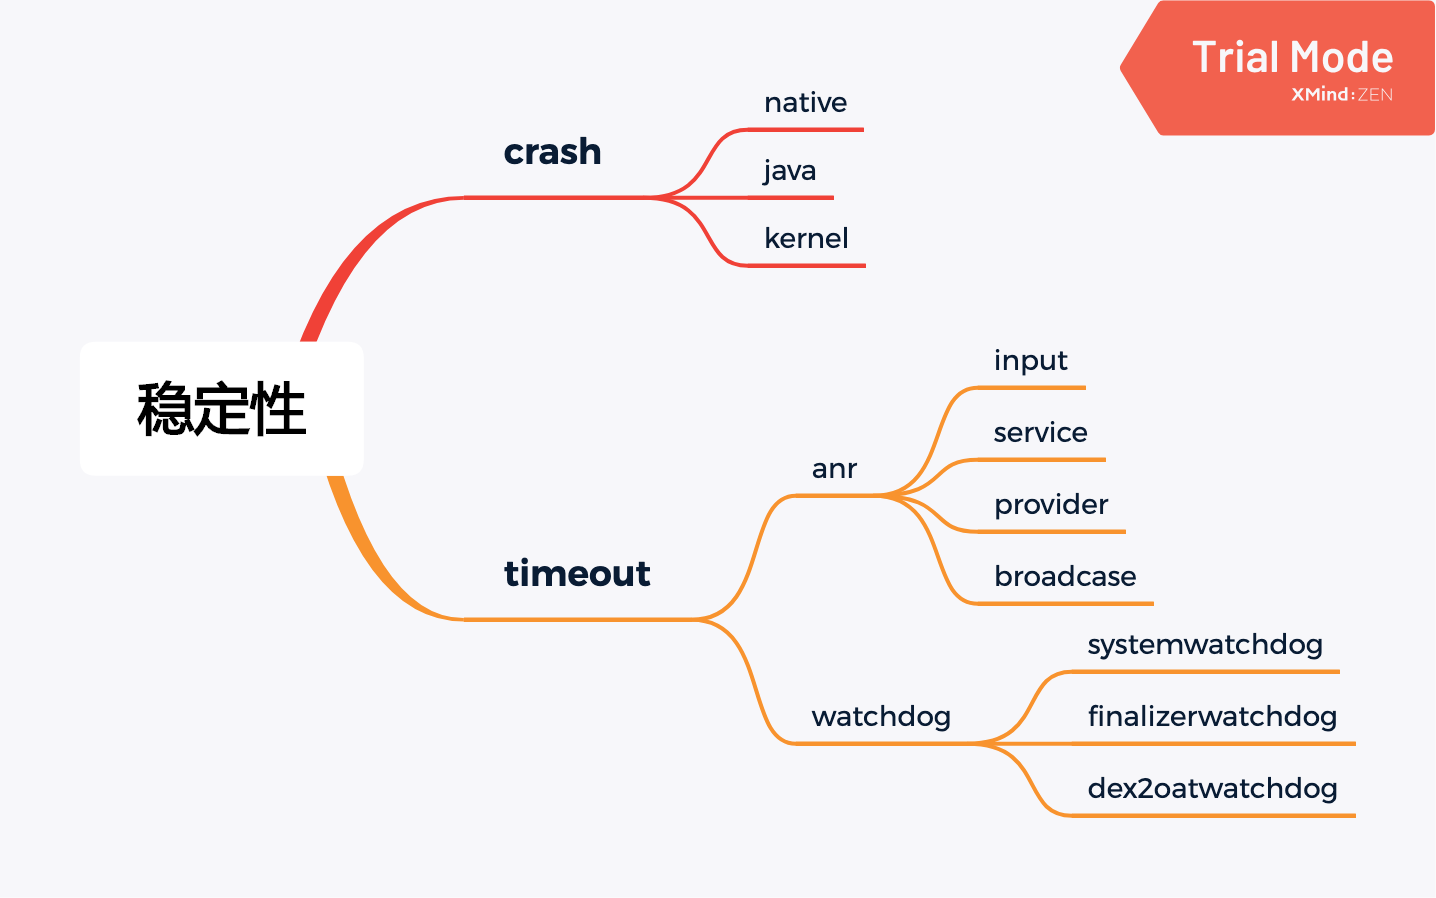 Trial Mode
XMind:ZEN
稳定性
crash
native
java
kernel
timeout
anr
input
service
provider
broadcase
watchdog
systemwatchdog
finalizerwatchdog
dex2oatwatchdog